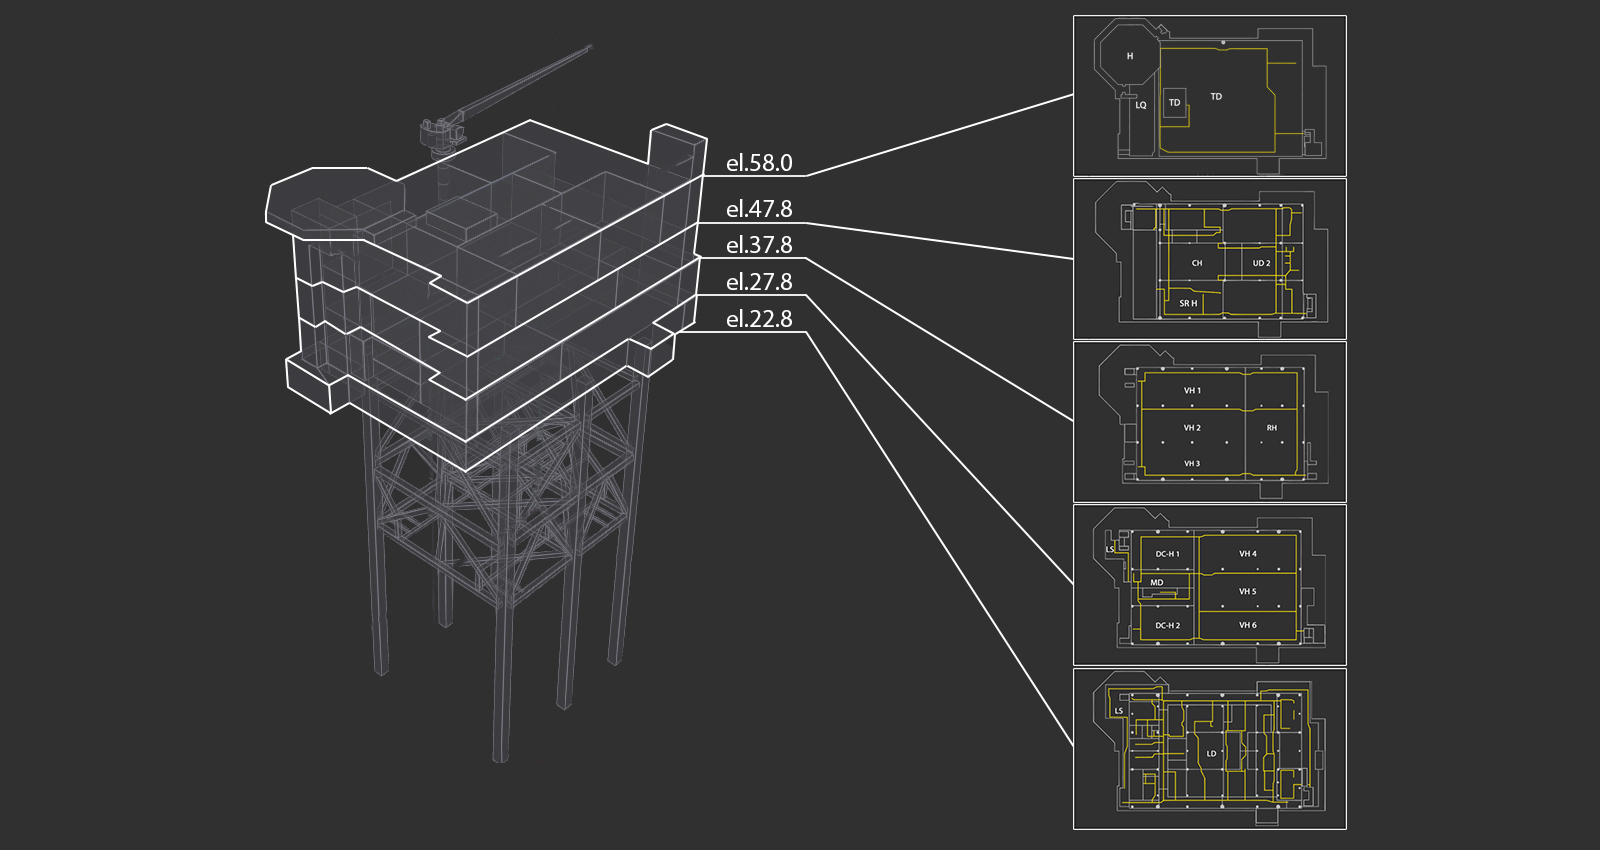 el.58.0
el.47.8
el.37.8
el.27.8
el.22.8
H
LQ
TD
TD
CH
UD 2
SR H
VH 1
VH 2
RH
VH 3
LS
DC-H 1
VH 4
MD
VH 5
DC-H 2
VH 6
LS
LD